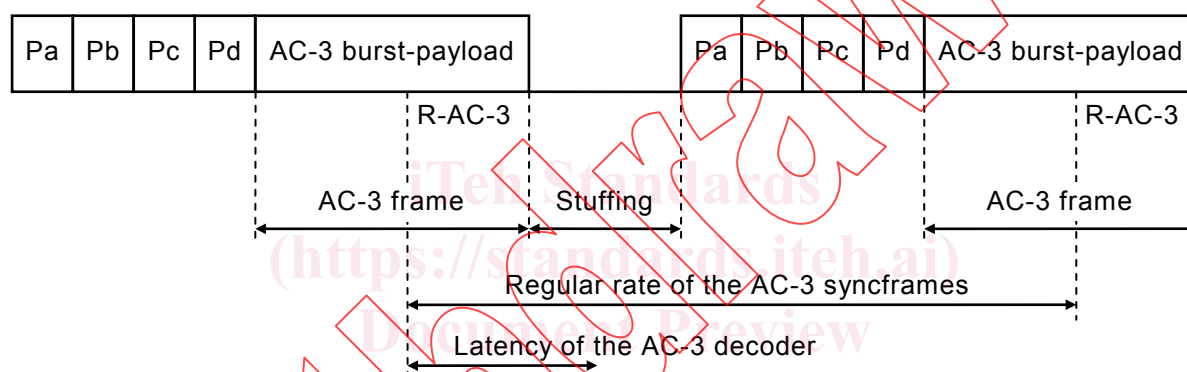 Pa Pb Pc Pd AC-3 burst-payload Pa Pb Pc Pd AC-3 burst-payload
R-AC-3 R-AC-3
iTeh Standards
AC-3 frame Stuffing AC-3 frame
(https://standards.iteh.ai)
Regular rate of the AC-3 syncframes
Document Preview
Latency of the AC-3 decoder